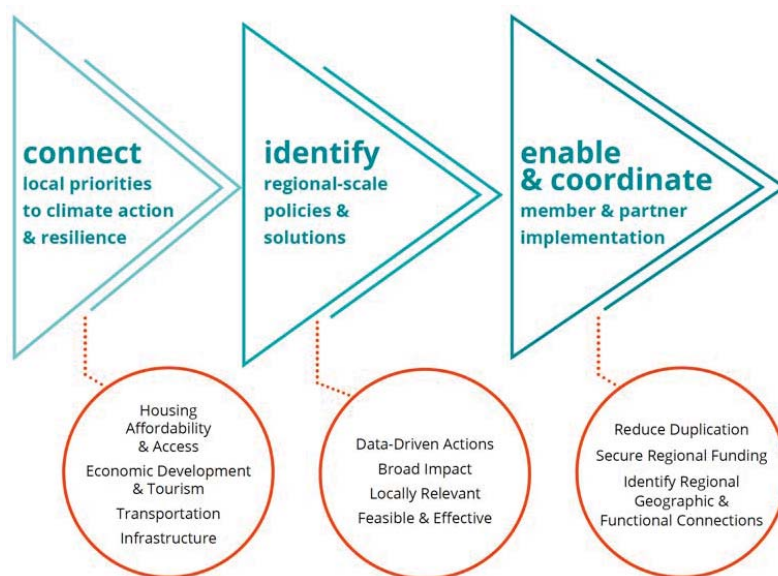 connect
local priorities
to climate action
& resilience
identify
regional-scale
policies &
solutions
enable
& coordinate
member & partner
implementation
Housing
Affordability
& Access
Economic Development
& Tourism
Transportation
Infrastructure
Data-Driven Actions
Broad Impact
Locally Relevant
Feasible & Effective
Reduce Duplication
Secure Regional Funding
Identify Regional
Geographic &
Functional Connections